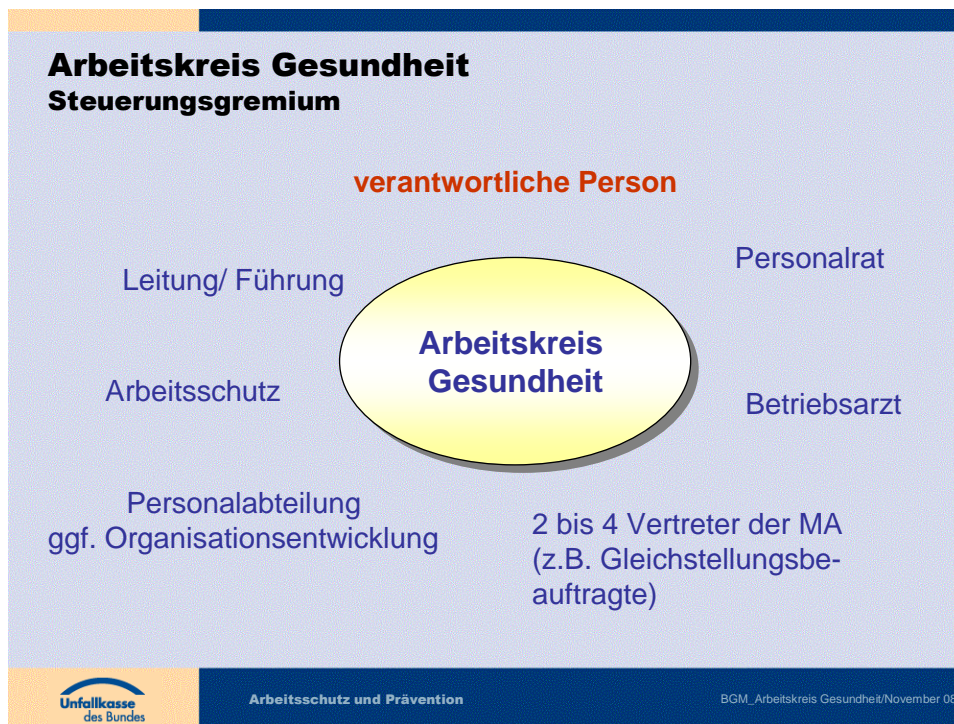 Arbeitskreis Gesundheit
Steuerungsgremium
verantwortliche Person
Personalrat
Leitung/ Führung
Arbeitskreis
Gesundheit
Arbeitsschutz
Betriebsarzt
Personalabteilung
ggf. Organisationsentwicklung
2 bis 4 Vertreter der MA
(z.B. Gleichstellungsbe-
auftragte)
Unfallkasse
des Bundes
Arbeitsschutz und Prävention
BGM_Arbeitskreis Gesundheit/November 08